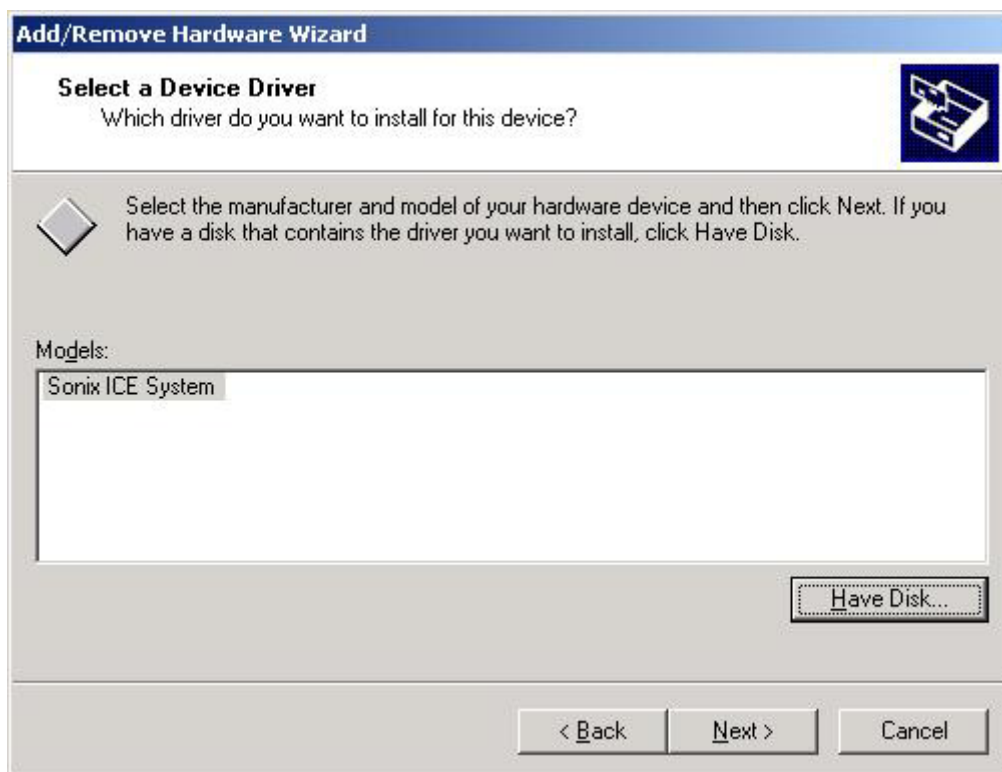 Add/Remove Hardware Wizard
Select a Device Driver
Which driver do you want to install for this device?
Select the manufacturer and model of your hardware device and then click Next. If you
have a disk that contains the driver you want to install, click Have Disk.
Models:
Sonix ICE System
Have Disk...
< Back
Next >
Cancel